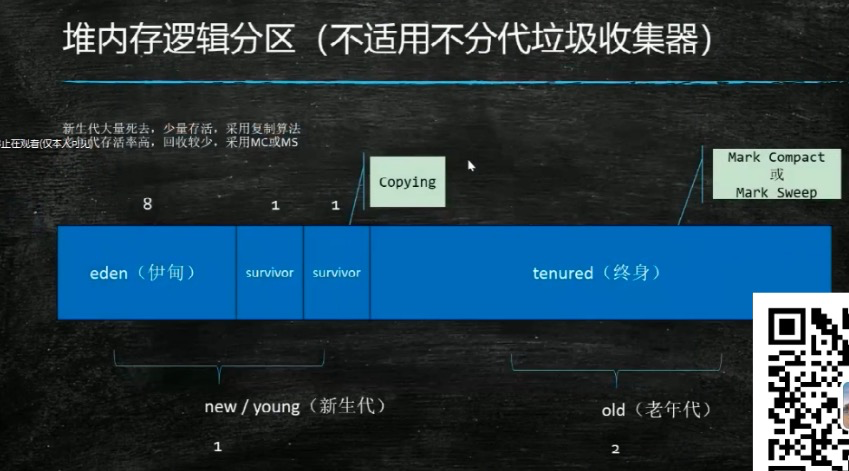 堆内存逻辑分区（不适用不分代垃圾收集器）
新生代大量死去，少量存活，采用复制算法
代存活率高，回收较少，采用MC或MS
止在观看(仅本人可见)
Copying
Mark Compact
或
Mark Sweep
8
1
1
eden（伊甸）
survivor
survivor
tenured（终身）
new / young（新生代）
old（老年代）
1
2